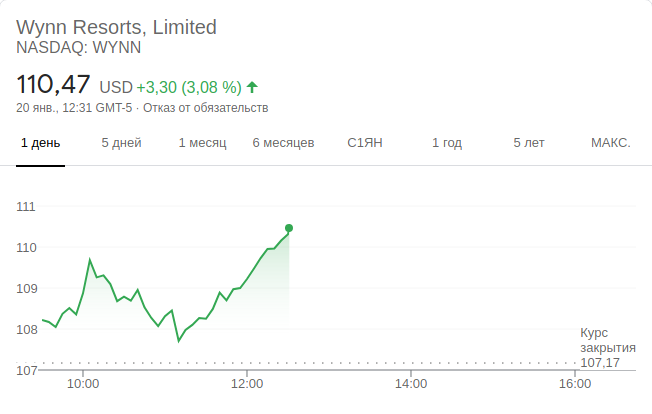 Wynn Resorts, Limited
NASDAQ: WYNN
110,47 USD +3,30 (3,08 %)
20 янв., 12:31 GMT-5 · Отказ от обязательств
1 день 5 дней 1 месяц 6 месяцев С1ЯН 1 год 5 лет МАКС.
111
110
109
108
Курс
закрытия
107,17
107
10:00 12:00 14:00 16:00